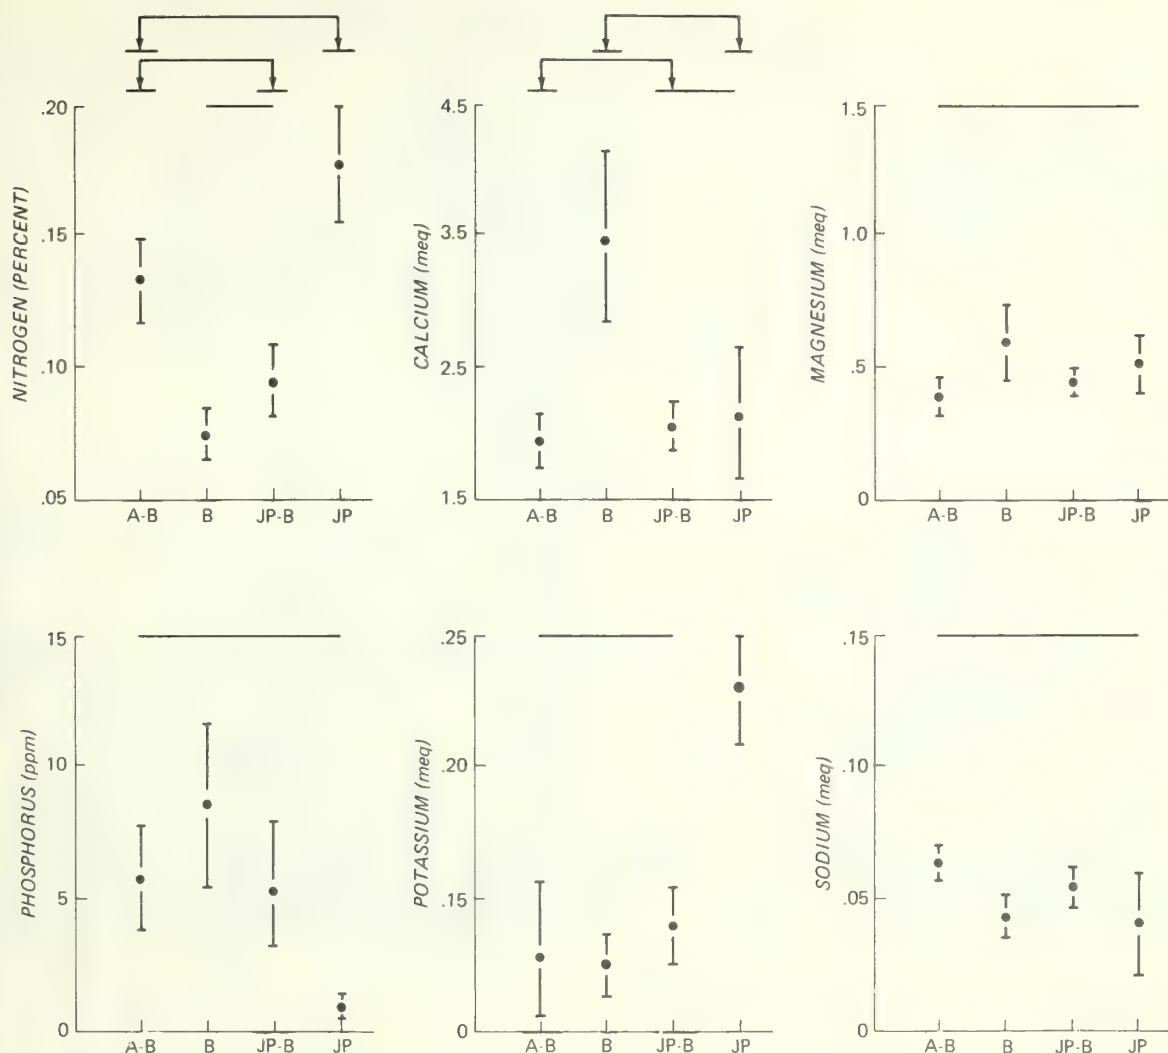 NITROGEN (PERCENT)
.20
.15
.10
.05
A-B B JP-B JP
CALCIUM (meq)
4.5
3.5
2.5
1.5
A-B B JP-B JP
MAGNESIUM (meq)
1.5
1.0
.5
0
A-B B JP-B JP
PHOSPHORUS (ppm)
15
10
5
0
A-B B JP-B JP
POTASSIUM (meq)
.25
.20
.15
0
A-B B JP-B JP
SODIUM (meq)
.15
.10
.05
0
A-B B JP-B JP